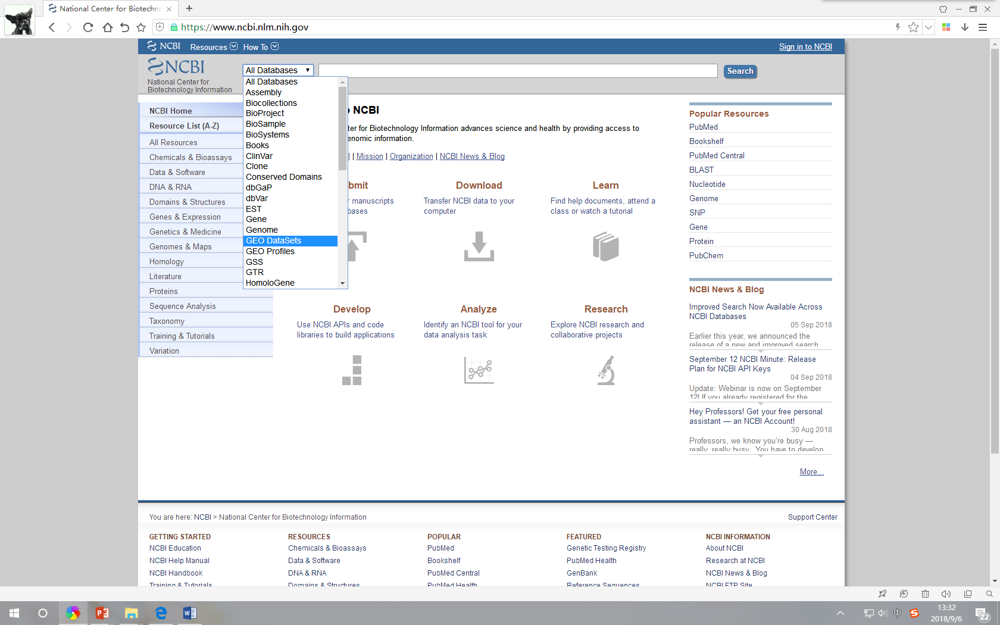 National Center for Biotechn
https://www.ncbi.nlm.nih.gov
NCBI Resources How To Sign in to NCBI
NCBI
National Center for
Biotechnology Information
All Databases
Search
All Databases
Assembly
Biocollections
BioProject
BioSample
BioSystems
Books
ClinVar
Clone
Conserved Domains
dbGaP
dbVar
EST
Gene
Genome
GEO DataSets
GEO Profiles
GSS
GTR
HomoloGene
NCBI Home
Resource List (A-Z)
All Resources
Chemicals & Bioassays
Data & Software
DNA & RNA
Domains & Structures
Genes & Expression
Genetics & Medicine
Genomes & Maps
Homology
Literature
Proteins
Sequence Analysis
Taxonomy
Training & Tutorials
Variation
NCBI
ter for Biotechnology Information advances science and health by providing access to
enomic information.
| Mission | Organization | NCBI News & Blog
bmit
r manuscripts
bases
Download
Transfer NCBI data to your
computer
Learn
Find help documents, attend a
class or watch a tutorial
Develop
Use NCBI APIs and code
libraries to build applications
Analyze
Identify an NCBI tool for your
data analysis task
Research
Explore NCBI research and
collaborative projects
Popular Resources
PubMed
Bookshelf
PubMed Central
BLAST
Nucleotide
Genome
SNP
Gene
Protein
PubChem
NCBI News & Blog
Improved Search Now Available Across
NCBI Databases
05 Sep 2018
Earlier this year, we announced the
release of a new and improved search
September 12 NCBI Minute: Release
Plan for NCBI API Keys
04 Sep 2018
Update: Webinar is now on September
12! If you already registered for the
Hey Professors! Get your free personal
assistant — an NCBI Account!
30 Aug 2018
Professors, we know you're busy —
really, really busy. You have to develop
More...
You are here: NCBI > National Center for Biotechnology Information
Support Center
GETTING STARTED
NCBI Education
NCBI Help Manual
NCBI Handbook
Training & Tutorials
RESOURCES
Chemicals & Bioassays
Data & Software
DNA & RNA
Domains & Structures
POPULAR
PubMed
Bookshelf
PubMed Central
PubMed Health
FEATURED
Genetic Testing Registry
PubMed Health
GenBank
Reference Sequences
NCBI INFORMATION
About NCBI
Research at NCBI
NCBI News & Blog
NCBI FTP Site
中
13:32
2018/9/6
22